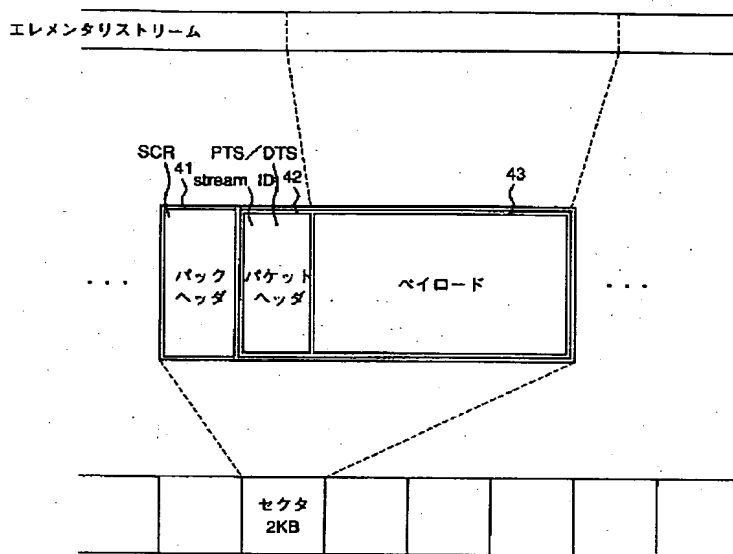 エレメンタリストリーム
SCR
PTS／DTS
41
stream ID
42
43
パック
ヘッダ
パケット
ヘッダ
ペイロード
・・・
・・・
セクタ
2KB